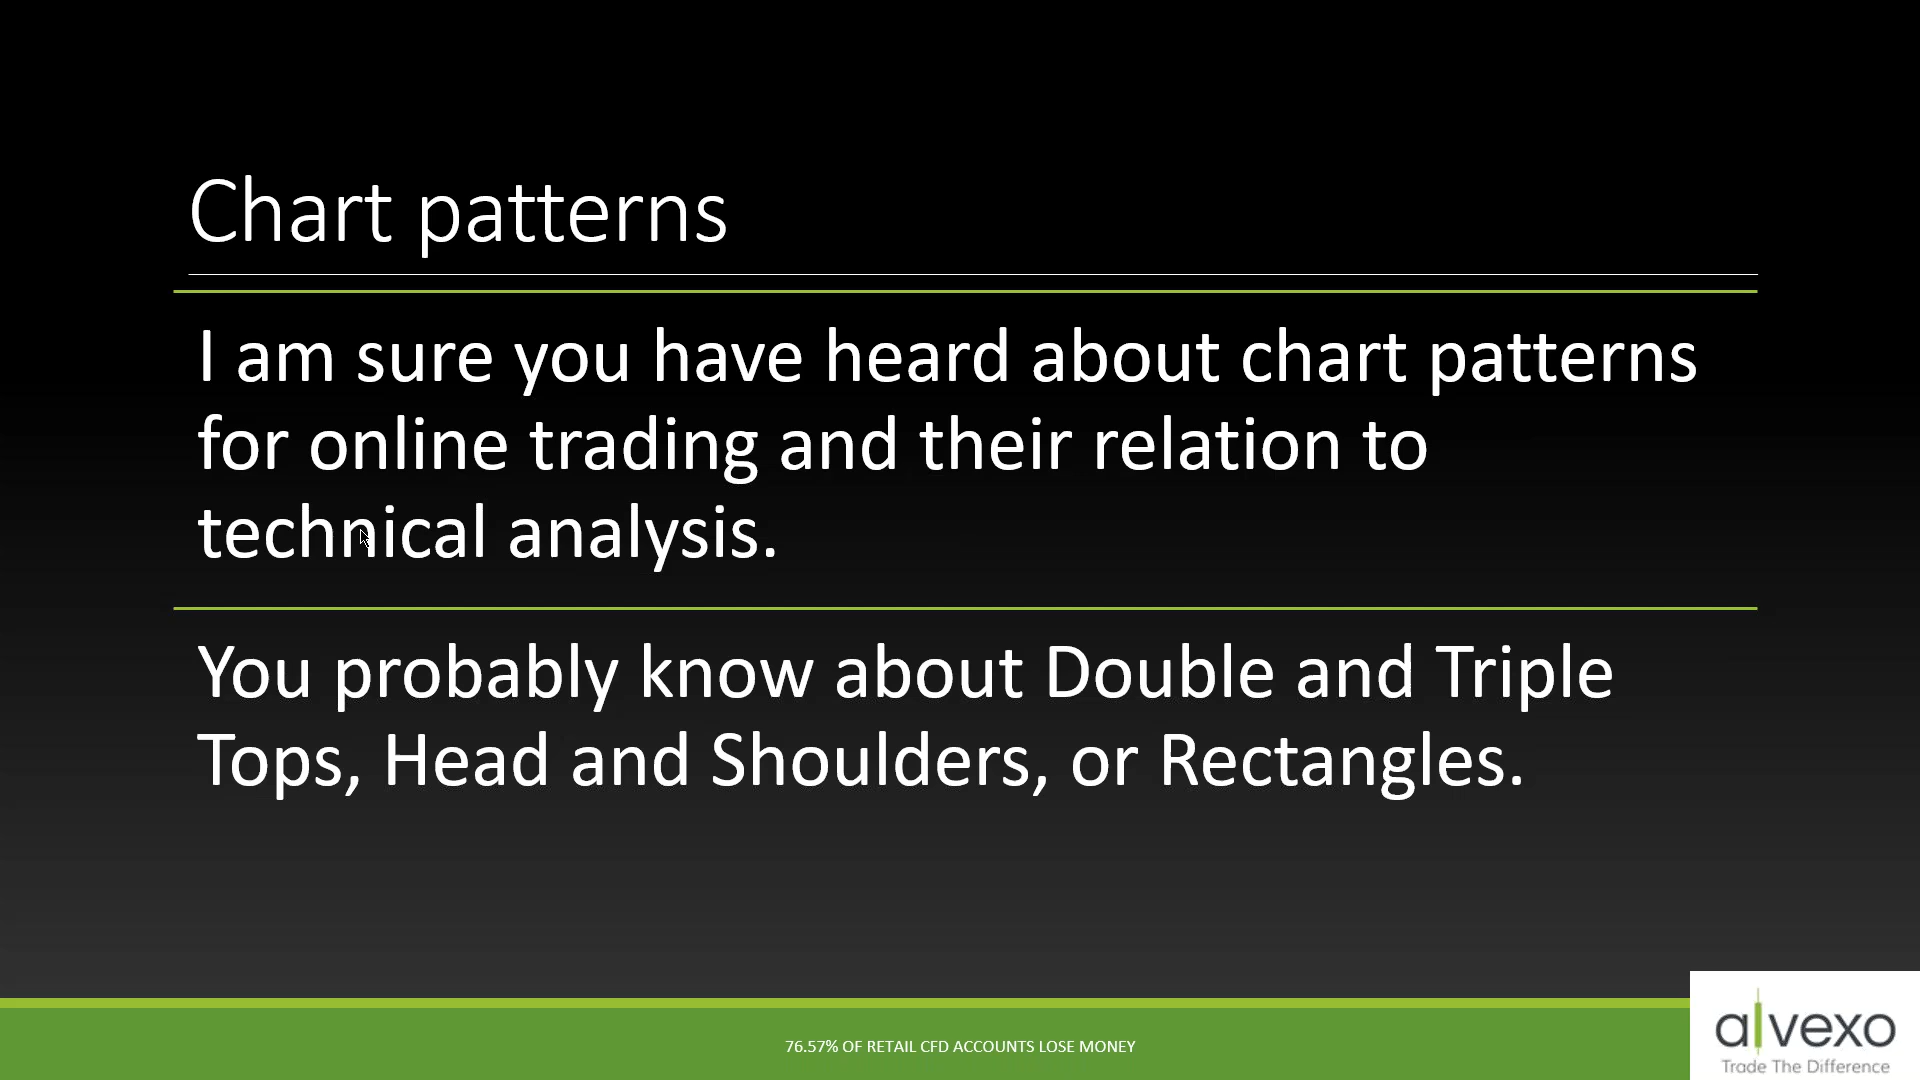 Chart patterns
I am sure you have heard about chart patterns
for online trading and their relation to
technical analysis.
You probably know about Double and Triple
Tops, Head and Shoulders, or Rectangles.
76.57% OF RETAIL CFD ACCOUNTS LOSE MONEY
alvexo
Trade The Difference